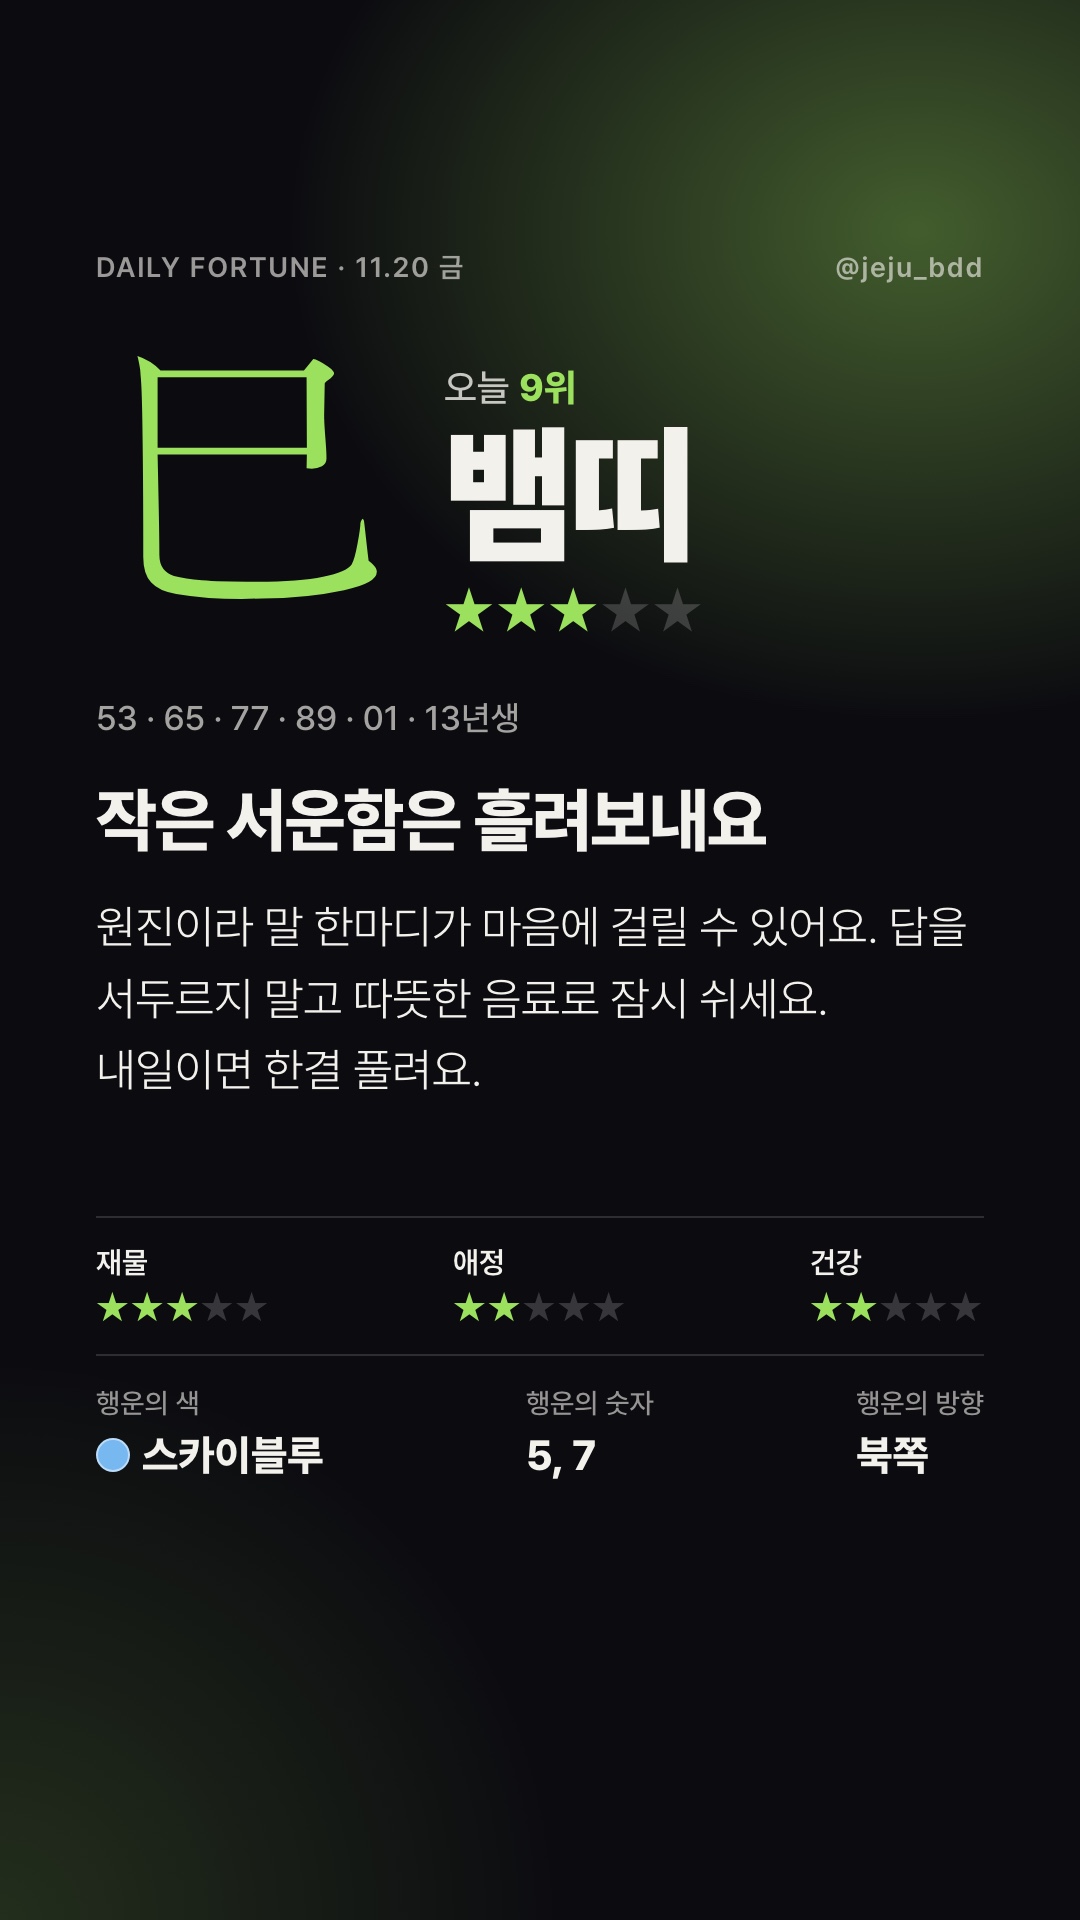 DAILY FORTUNE · 11.20 금
@jeju_bdd
巳
오늘 9위
뱀띠
★★★★★
53 · 65 · 77 · 89 · 01 · 13년생
작은 서운함은 흘려보내요
원진이라 말 한마디가 마음에 걸릴 수 있어요. 답을
서두르지 말고 따뜻한 음료로 잠시 쉬세요.
내일이면 한결 풀려요.
재물
★★★★★
애정
★★★★★
건강
★★★★★
행운의 색
스카이블루
행운의 숫자
5, 7
행운의 방향
북쪽